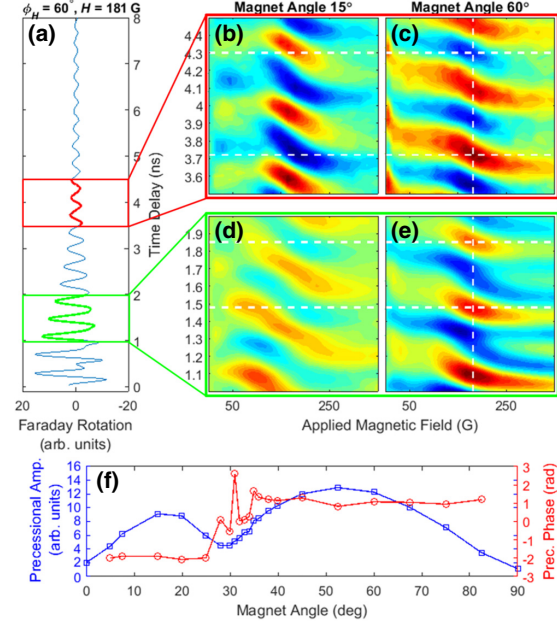 ϕH = 60°, H = 181 G
Magnet Angle 15°
Magnet Angle 60°
(a)
(b)
(c)
(d)
(e)
8
7
6
5
4
3
2
1
0
Time Delay (ns)
20 0 -20
Faraday Rotation
(arb. units)
4.4
4.3
4.2
4.1
4
3.9
3.8
3.7
3.6
1.9
1.8
1.7
1.6
1.5
1.4
1.3
1.2
1.1
50 250 50 250
Applied Magnetic Field (G)
(f)
Precessional Amp.
(arb. units)
16
14
12
10
8
6
4
2
0
3
2
1
0
-1
-2
-3
Prec. Phase (rad)
0 10 20 30 40 50 60 70 80 90
Magnet Angle (deg)